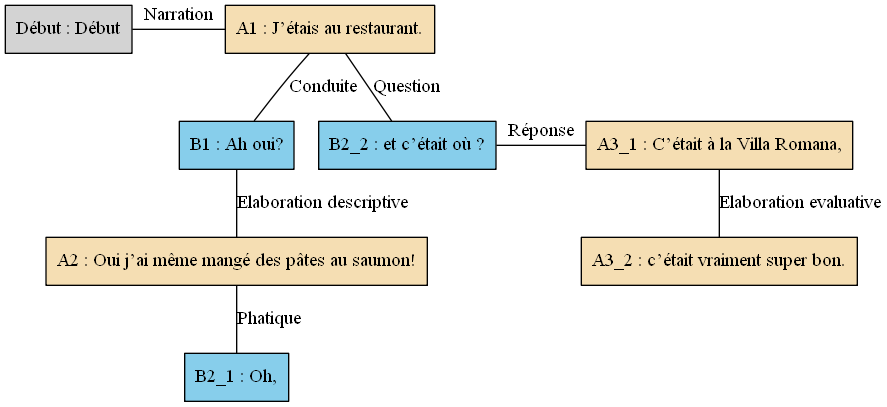 Début : Début
Narration
A1 : J’étais au restaurant.
Conduite
Question
B1 : Ah oui?
B2_2 : et c’était où ?
Réponse
A3_1 : C’était à la Villa Romana,
Elaboration descriptive
Elaboration evaluative
A2 : Oui j’ai même mangé des pâtes au saumon!
A3_2 : c’était vraiment super bon.
Phatique
B2_1 : Oh,